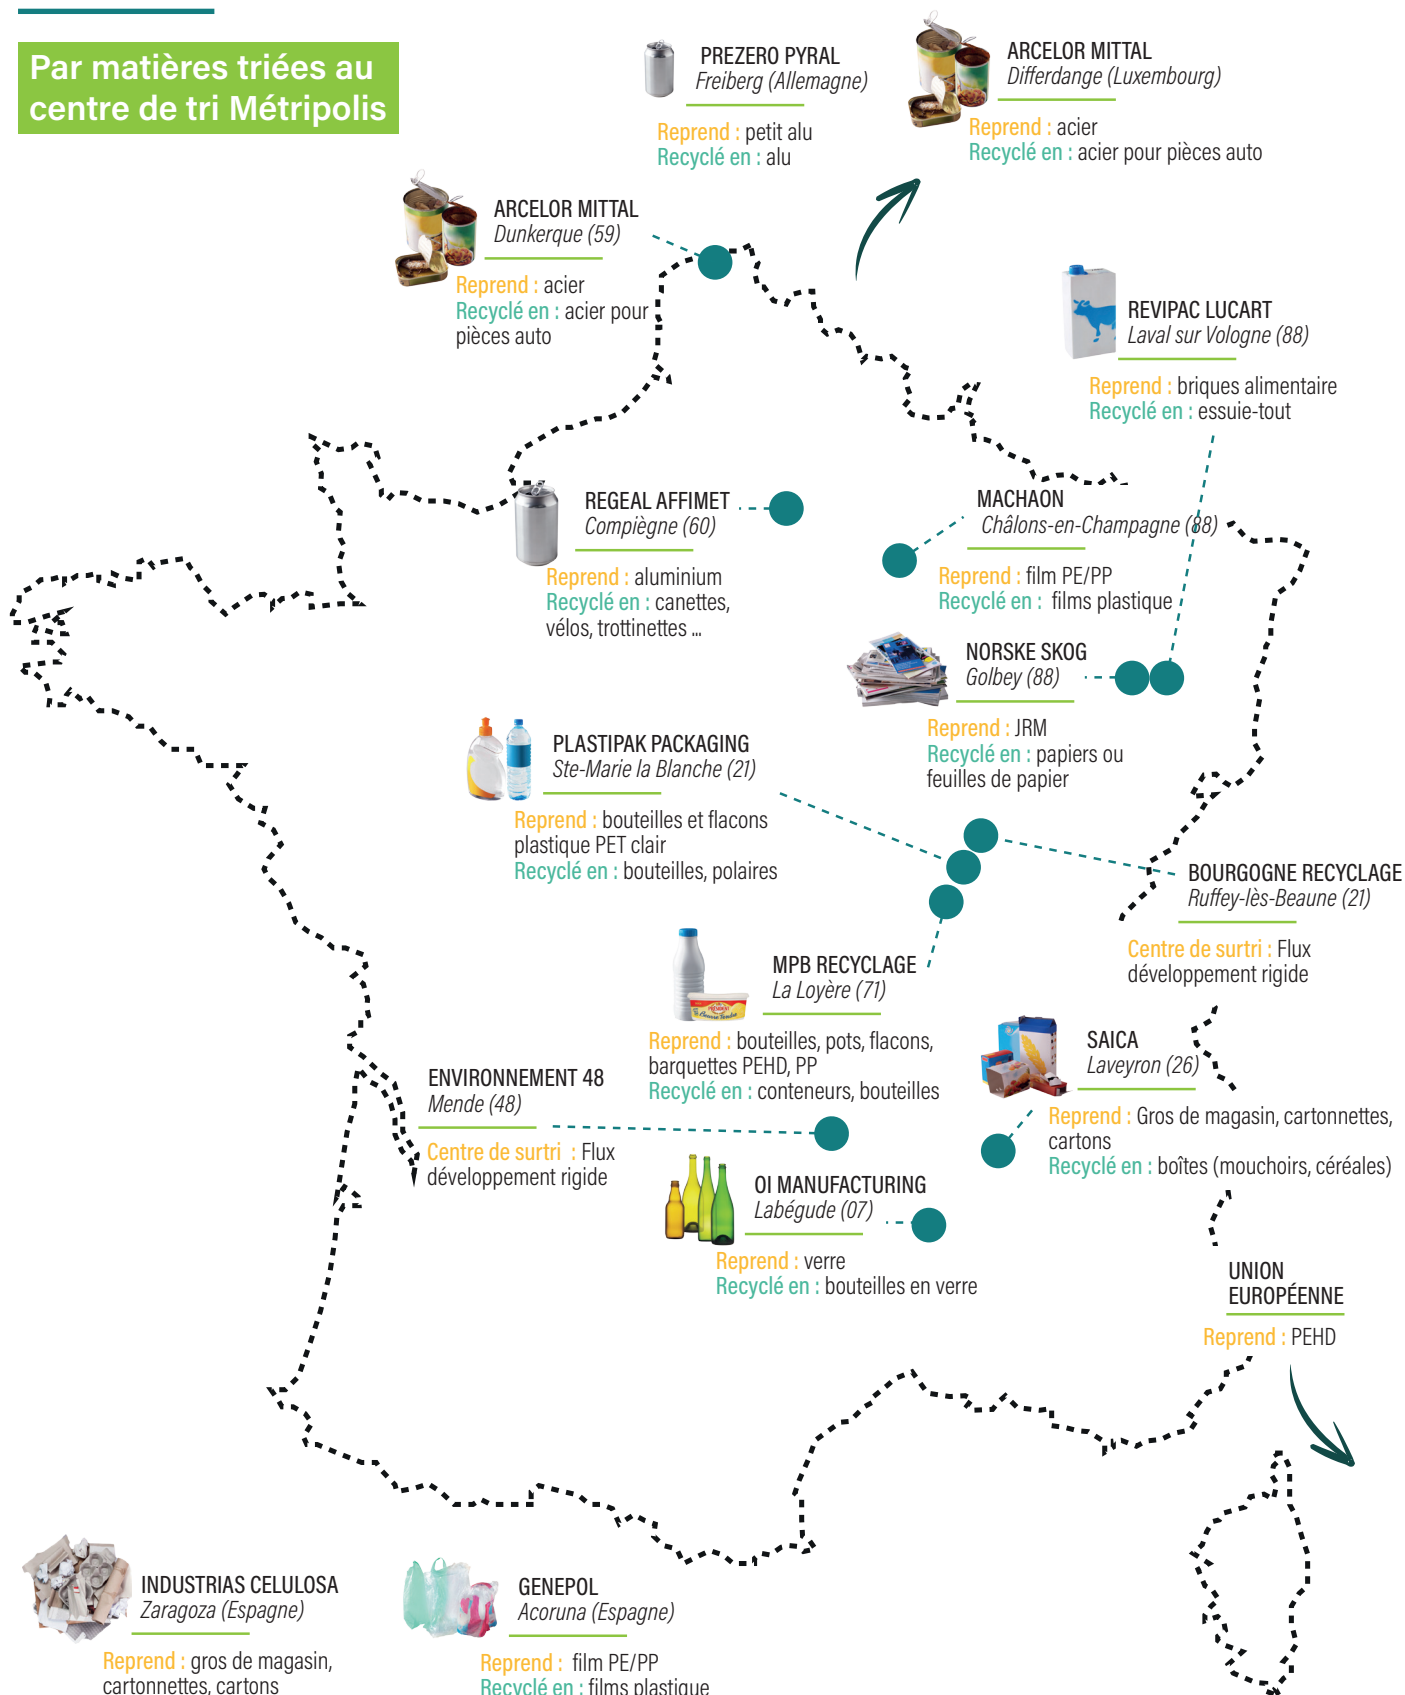 Par matières triées au
centre de tri Métripolis
PREZERO PYRAL
Freiberg (Allemagne)
Reprend : petit alu
Recyclé en : alu
ARCELOR MITTAL
Differdange (Luxembourg)
Reprend : acier
Recyclé en : acier pour pièces auto
ARCELOR MITTAL
Dunkerque (59)
Reprend : acier
Recyclé en : acier pour
pièces auto
REVIPAC LUCART
Laval sur Vologne (88)
Reprend : briques alimentaire
Recyclé en : essuie-tout
REGEAL AFFIMET
Compiègne (60)
Reprend : aluminium
Recyclé en : canettes,
vélos, trottinettes ...
MACHAON
Châlons-en-Champagne (88)
Reprend : film PE/PP
Recyclé en : films plastique
NORSKE SKOG
Golbey (88)
Reprend : JRM
Recyclé en : papiers ou
feuilles de papier
PLASTIPAK PACKAGING
Ste-Marie la Blanche (21)
Reprend : bouteilles et flacons
plastique PET clair
Recyclé en : bouteilles, polaires
BOURGOGNE RECYCLAGE
Ruffey-lès-Beaune (21)
Centre de surtri : Flux
développement rigide
MPB RECYCLAGE
La Loyère (71)
Reprend : bouteilles, pots, flacons,
barquettes PEHD, PP
Recyclé en : conteneurs, bouteilles
SAICA
Laveyron (26)
Reprend : Gros de magasin, cartonnettes,
cartons
Recyclé en : boîtes (mouchoirs, céréales)
ENVIRONNEMENT 48
Mende (48)
Centre de surtri : Flux
développement rigide
OI MANUFACTURING
Labégude (07)
Reprend : verre
Recyclé en : bouteilles en verre
UNION
EUROPÉENNE
Reprend : PEHD
INDUSTRIAS CELULOSA
Zaragoza (Espagne)
Reprend : gros de magasin,
cartonnettes, cartons
GENEPOL
Acoruna (Espagne)
Reprend : film PE/PP
Recyclé en : films plastique